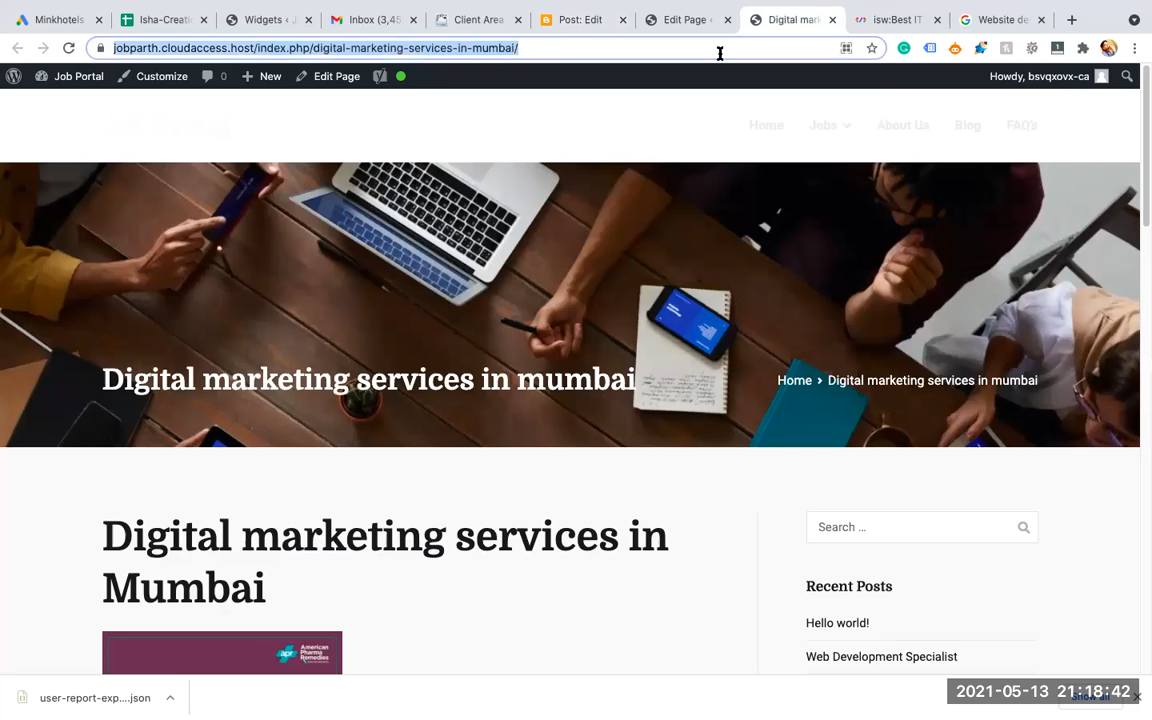 Minkhotels
Isha-Creati
Widgets ‹ J
Inbox (3,45
Client Area
Post: Edit
Edit Page ‹
Digital mark
isw:Best IT
Website de
jobparth.cloudaccess.host/index.php/digital-marketing-services-in-mumbai/
Job Portal
Customize
0
New
Edit Page
Howdy, bsvqxovx-ca
Home
Jobs
About Us
Blog
FAQ's
Digital marketing services in mumbai
Home › Digital marketing services in mumbai
Digital marketing services in
Mumbai
Search …
Recent Posts
Hello world!
Web Development Specialist
apr
American
Pharma
Remedies
user-report-exp....json
2021-05-13 21:18:42
Show all